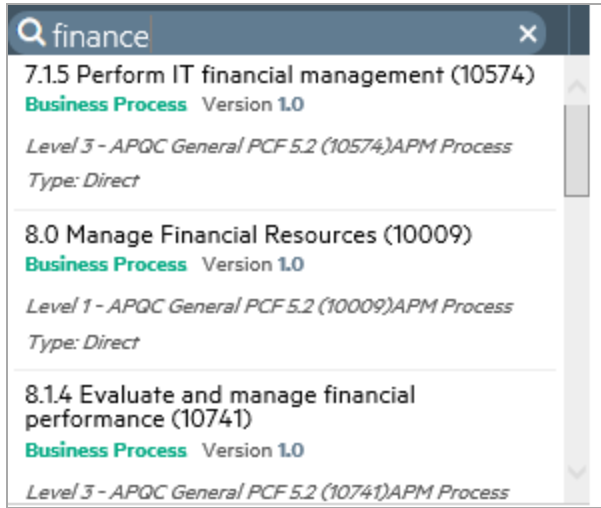 finance
7.1.5 Perform IT financial management (10574)
Business Process Version 1.0
Level 3 - APQC General PCF 5.2 (10574)APM Process
Type: Direct
8.0 Manage Financial Resources (10009)
Business Process Version 1.0
Level 1 - APQC General PCF 5.2 (10009)APM Process
Type: Direct
8.1.4 Evaluate and manage financial
performance (10741)
Business Process Version 1.0
Level 3 - APQC General PCF 5.2 (10741)APM Process